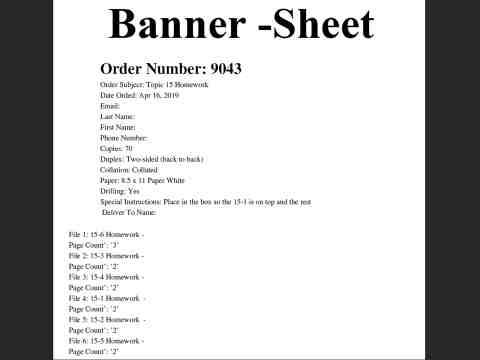 Banner -Sheet
Order Number: 9043
Order Subject: Topic 15 Homework
Date Orded: Apr 16, 2019
Email:
Last Name:
First Name:
Phone Number:
Copies: 70
Duplex: Two-sided (back to back)
Collation: Collated
Paper: 8.5 x 11 Paper White
Drilling: Yes
Special Instructions: Place in the box so the 15-1 is on top and the rest
Deliver To Name:
File 1: 15-6 Homework -
Page Count': '3'
File 2: 15-3 Homework -
Page Count': '2'
File 3: 15-4 Homework -
Page Count': '2'
File 4: 15-1 Homework -
Page Count': '2'
File 5: 15-2 Homework -
Page Count': '2'
File 6: 15-5 Homework -
Page Count': '2'